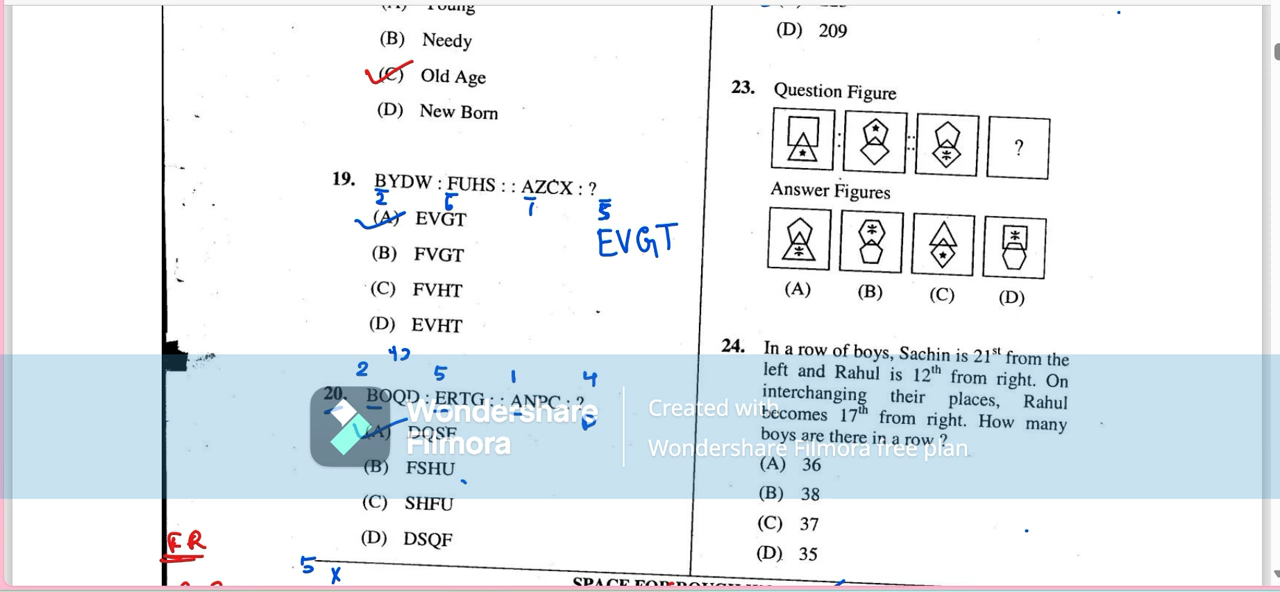 (A) Young
(B) Needy
(C) Old Age
(D) New Born
19. BYDW : FUHS : : AZCX : ?
2 6 1 5
(A) EVGT
EVGT
(B) FVGT
(C) FVHT
(D) EVHT
2 5 1 4
20. BOQD : ERTG : : ANPC : ?
D
(A) DQSF
(B) FSHU
(C) SHFU
(D) DSQF
5 x
(D) 209
23. Question Figure
: : : ?
Answer Figures
(A) (B) (C) (D)
24. In a row of boys, Sachin is 21st from the
left and Rahul is 12th from right. On
interchanging their places, Rahul
becomes 17th from right. How many
boys are there in a row ?
(A) 36
(B) 38
(C) 37
(D) 35
Wondershare
Filmora
Created with
Wondershare Filmora free plan